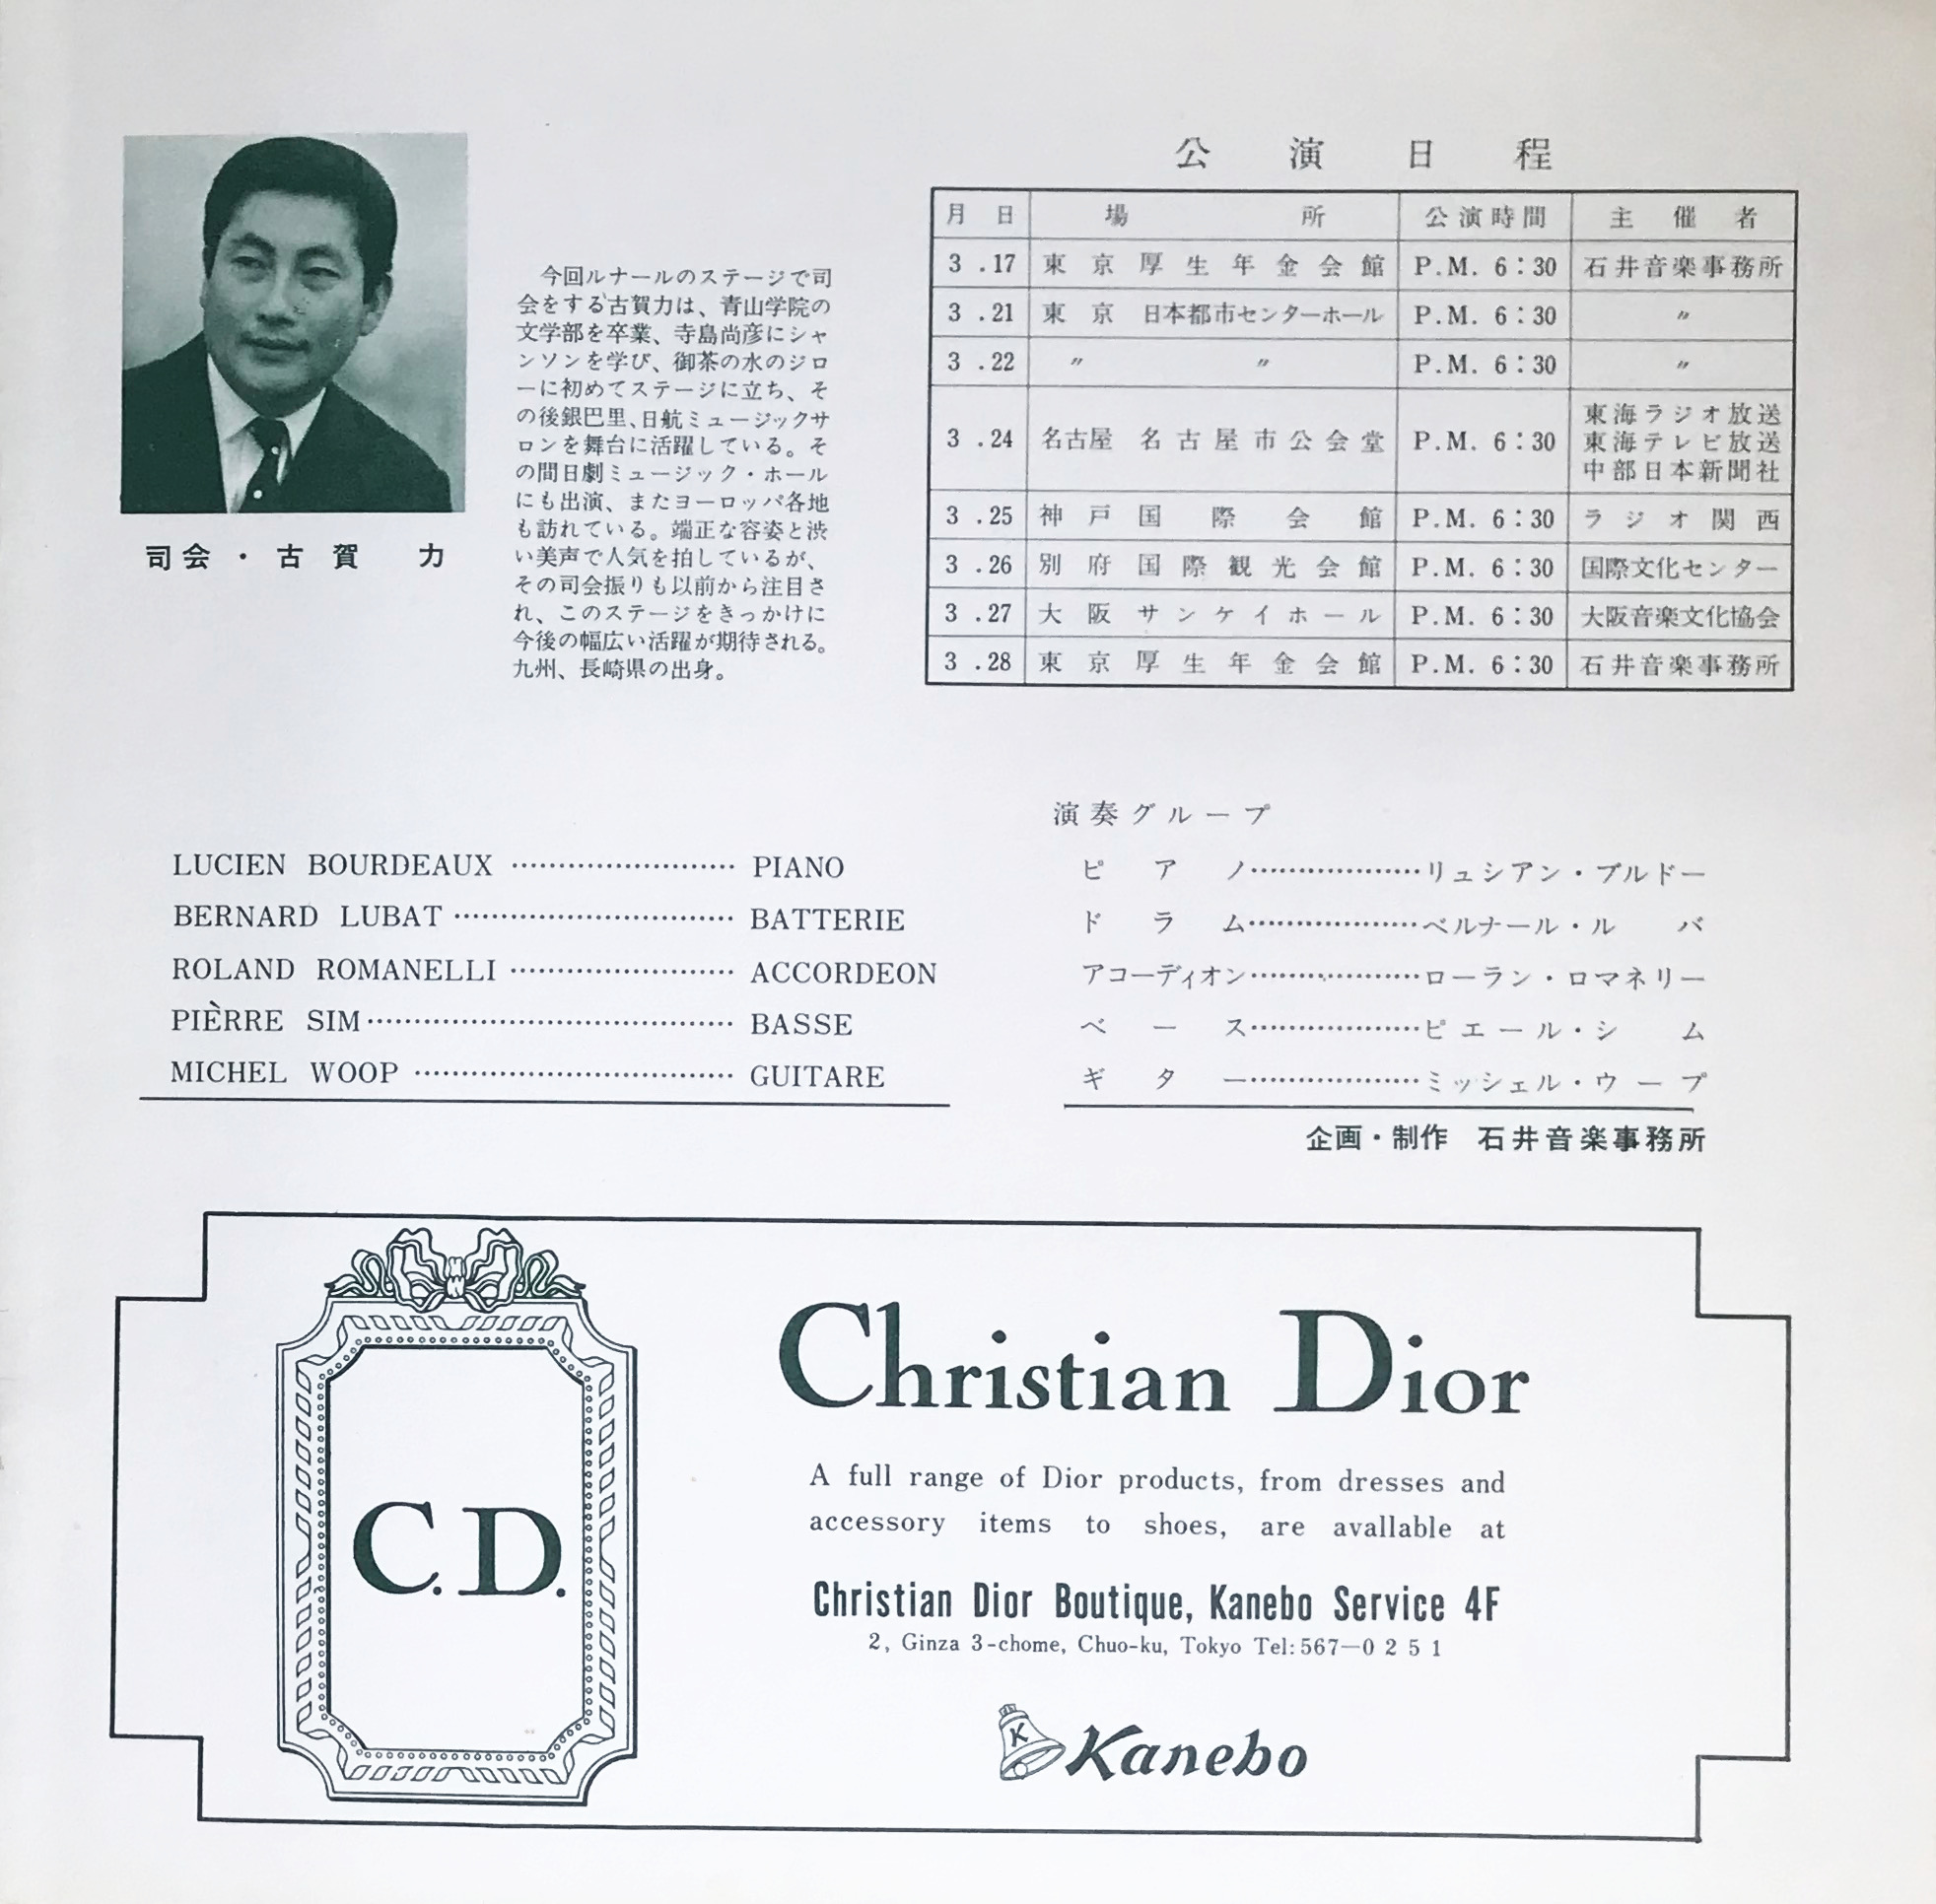 今回ルナールのステージで司
会をする古賀力は、青山学院の
文学部を卒業、寺島尚彦にシャ
ンソンを学び、御茶の水のジロ
ーに初めてステージに立ち、そ
の後銀巴里、日航ミュージックサ
ロンを舞台に活躍している。そ
の間日劇ミュージック・ホール
にも出演、またヨーロッパ各地
も訪れている。端正な容姿と渋
い美声で人気を拍しているが、
その司会振りも以前から注目さ
れ、このステージをきっかけに
今後の幅広い活躍が期待される。
九州、長崎県の出身。
司会・古賀 力
公演日程
月日 場所 公演時間 主催者
3.17 東京厚生年金会館 P.M. 6:30 石井音楽事務所
3.21 東京 日本都市センターホール P.M. 6:30 〃
3.22 〃 〃 P.M. 6:30 〃
3.24 名古屋 名古屋市公会堂 P.M. 6:30 東海ラジオ放送
東海テレビ放送
中部日本新聞社
3.25 神戸国際会館 P.M. 6:30 ラジオ関西
3.26 別府国際観光会館 P.M. 6:30 国際文化センター
3.27 大阪サンケイホール P.M. 6:30 大阪音楽文化協会
3.28 東京厚生年金会館 P.M. 6:30 石井音楽事務所
LUCIEN BOURDEAUX ........................ PIANO
BERNARD LUBAT .............................. BATTERIE
ROLAND ROMANELLI ........................ ACCORDEON
PIÈRRE SIM....................................... BASSE
MICHEL WOOP .................................. GUITARE
演奏グループ
ピアノ..................リュシアン・ブルドー
ドラム..................ベルナール・ルバ
アコーディオン..................ローラン・ロマネリー
ベース..................ピエール・シム
ギター..................ミッシェル・ウープ
企画・制作 石井音楽事務所
C.D.
Christian Dior
A full range of Dior products, from dresses and
accessory items to shoes, are avallable at
Christian Dior Boutique, Kanebo Service 4F
2, Ginza 3-chome, Chuo-ku, Tokyo Tel:567—0251
K
Kanebo